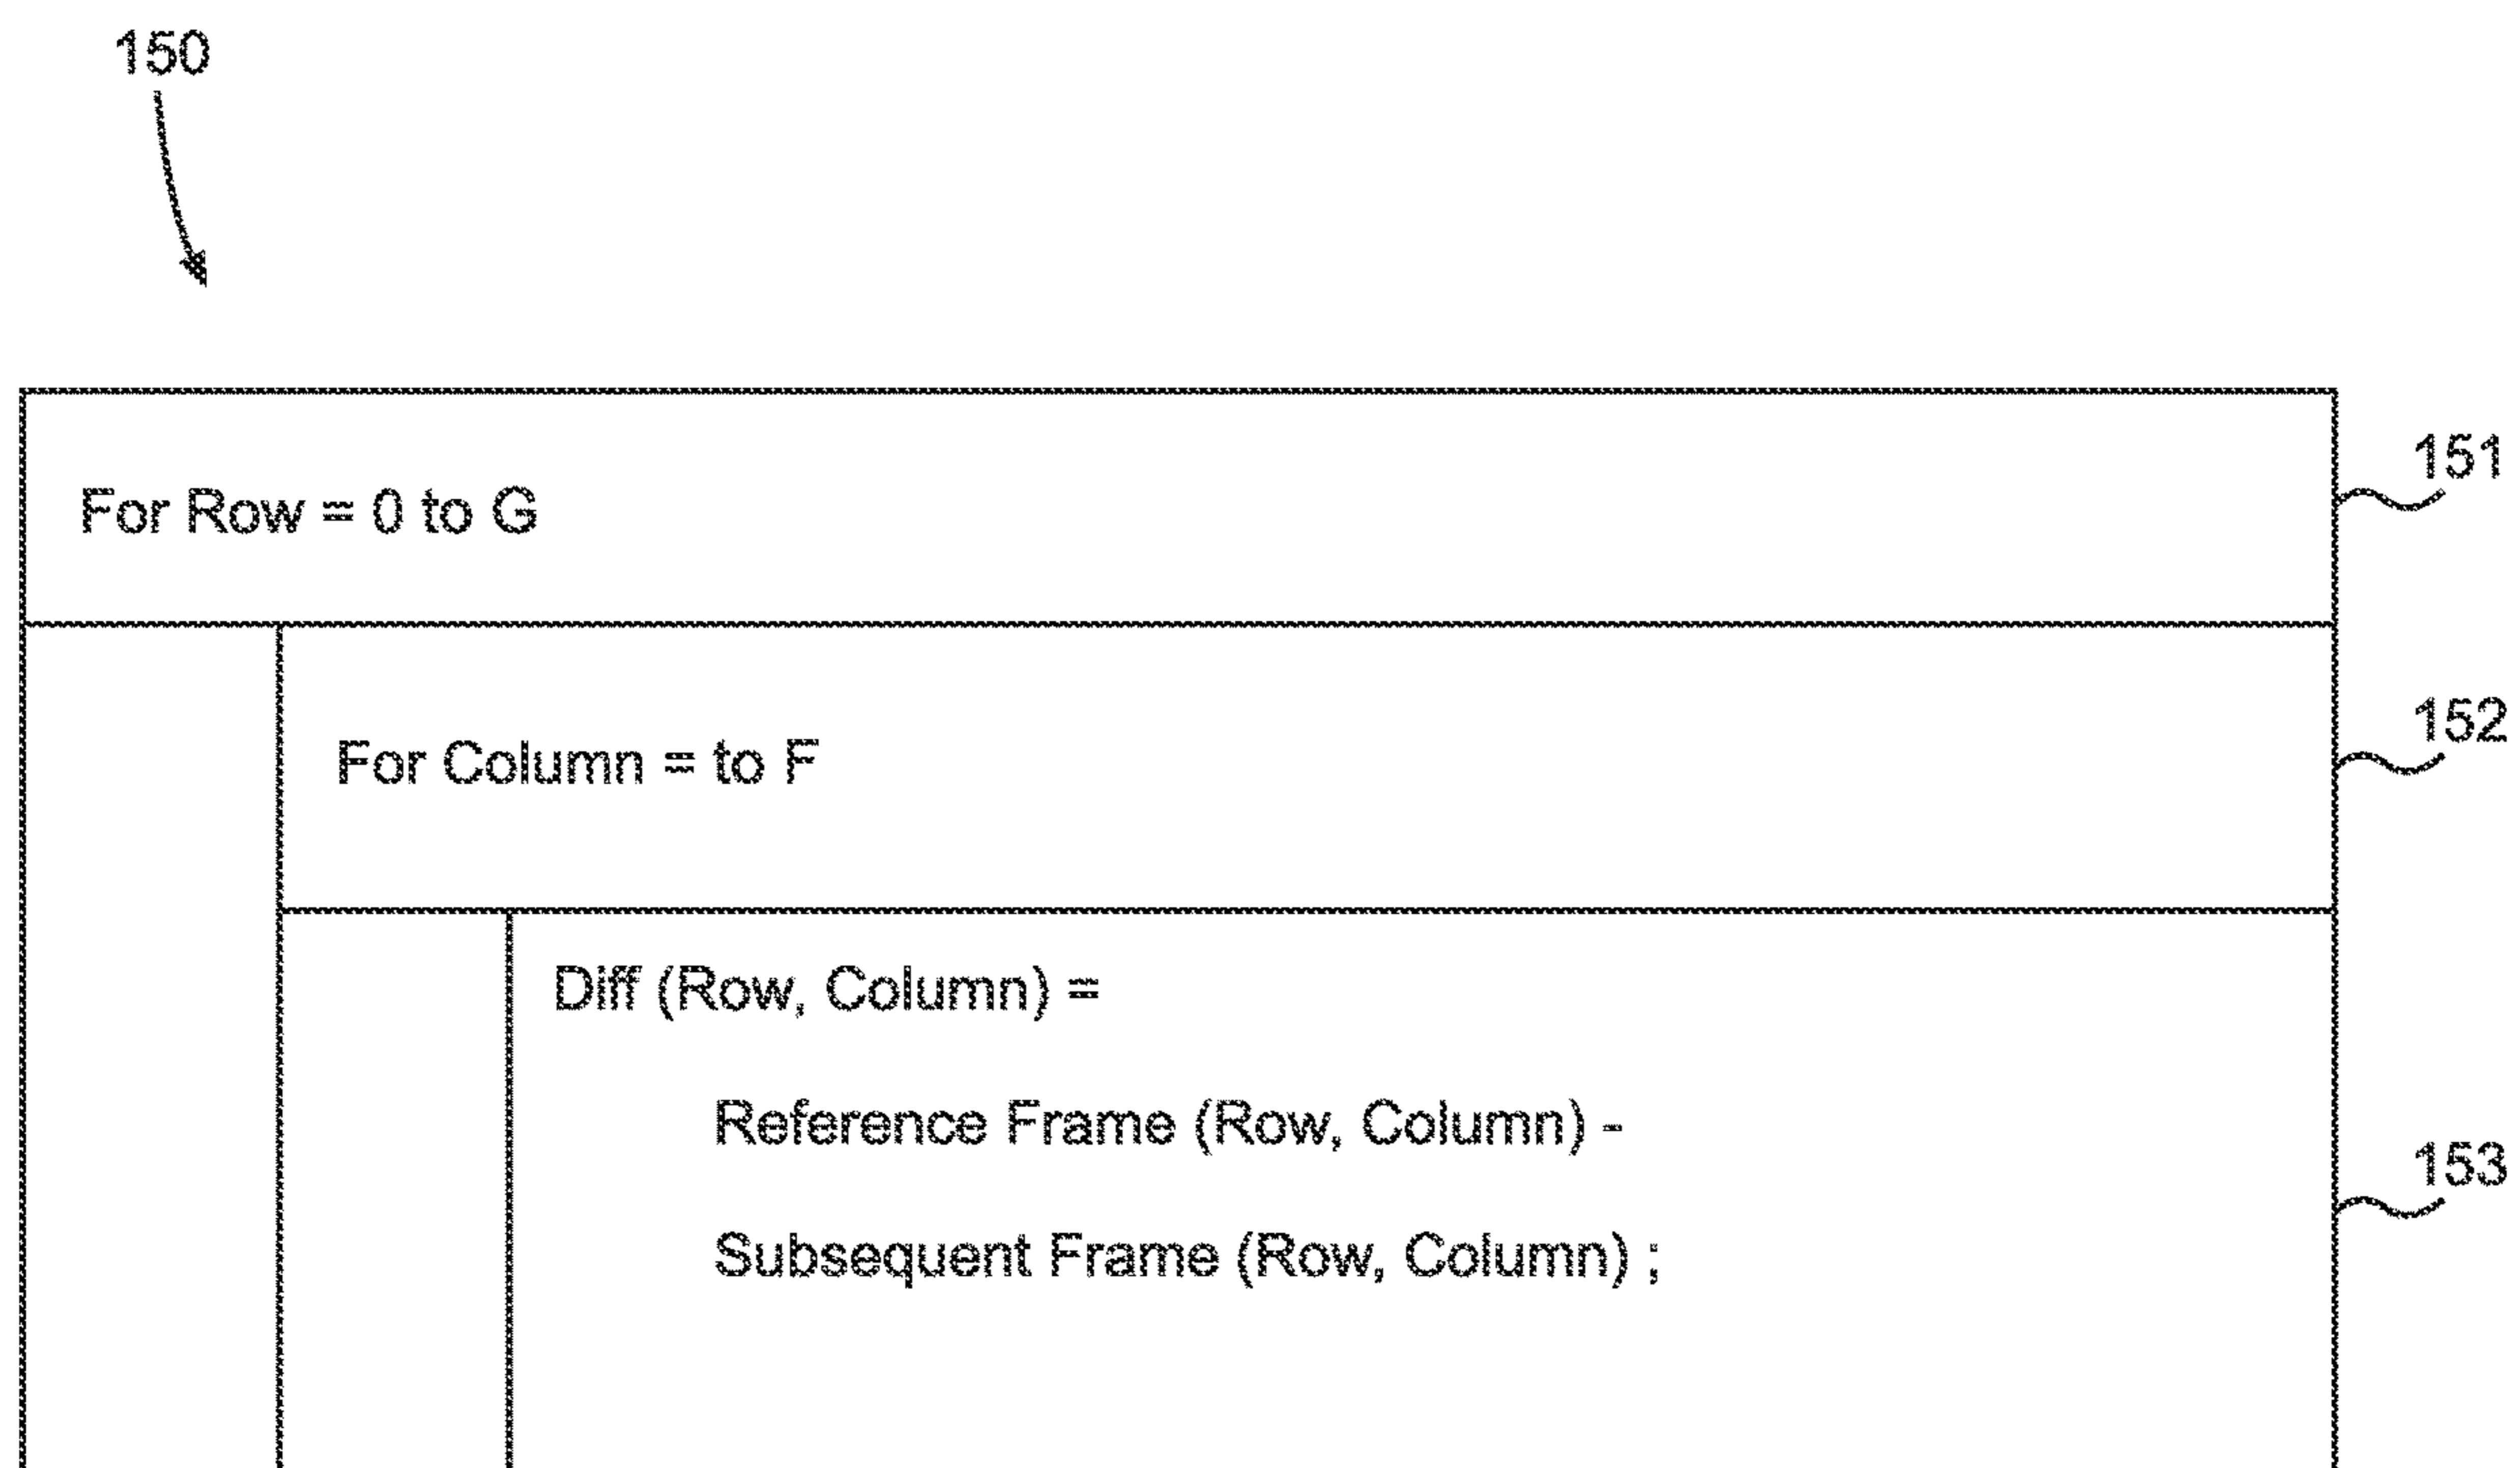 150
For Row = 0 to G
151
For Column = to F
152
Diff (Row, Column) =
Reference Frame (Row, Column) -
153
Subsequent Frame (Row, Column) ;